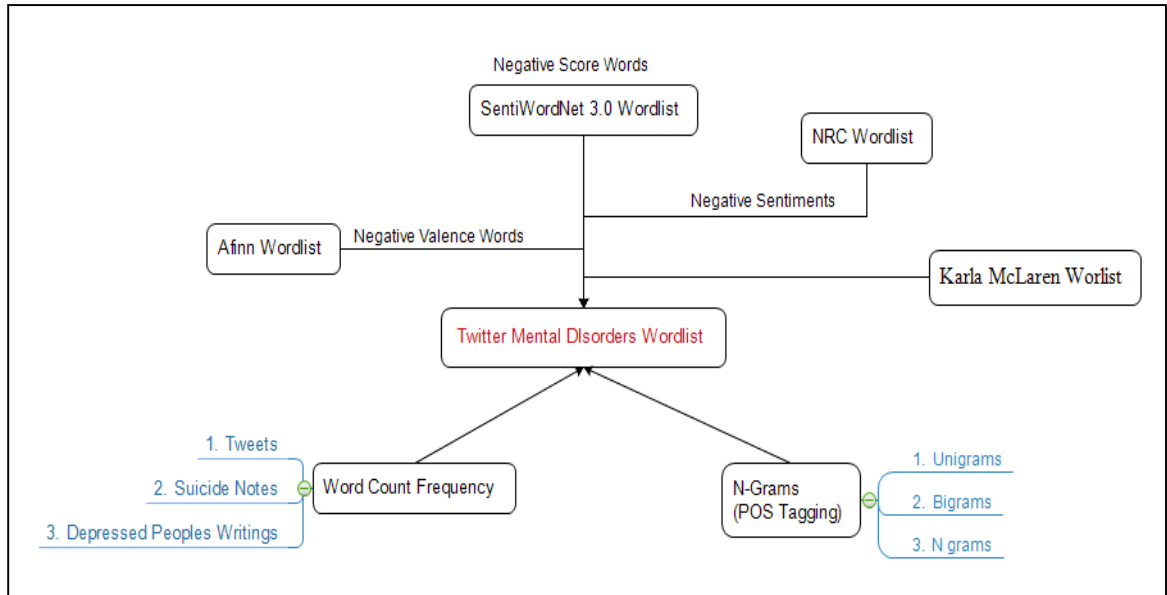 Negative Score Words
SentiWordNet 3.0 Wordlist
NRC Wordlist
Negative Sentiments
Afinn Wordlist
Negative Valence Words
Karla McLaren Worlist
Twitter Mental DIsorders Wordlist
1. Tweets
2. Suicide Notes
3. Depressed Peoples Writings
Word Count Frequency
N-Grams
(POS Tagging)
1. Unigrams
2. Bigrams
3. N grams